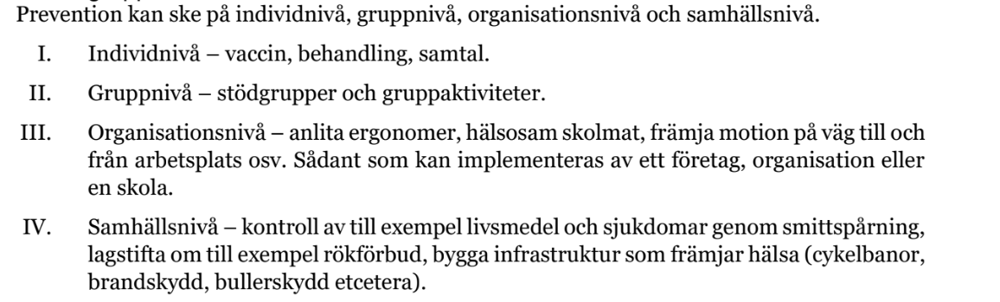 Prevention kan ske på individnivå, gruppnivå, organisationsnivå och samhällsnivå.
I. Individnivå – vaccin, behandling, samtal.
II. Gruppnivå – stödgrupper och gruppaktiviteter.
III. Organisationsnivå – anlita ergonomer, hälsosam skolmat, främja motion på väg till och
från arbetsplats osv. Sådant som kan implementeras av ett företag, organisation eller
en skola.
IV. Samhällsnivå – kontroll av till exempel livsmedel och sjukdomar genom smittspårning,
lagstifta om till exempel rökförbud, bygga infrastruktur som främjar hälsa (cykelbanor,
brandskydd, bullerskydd etcetera).